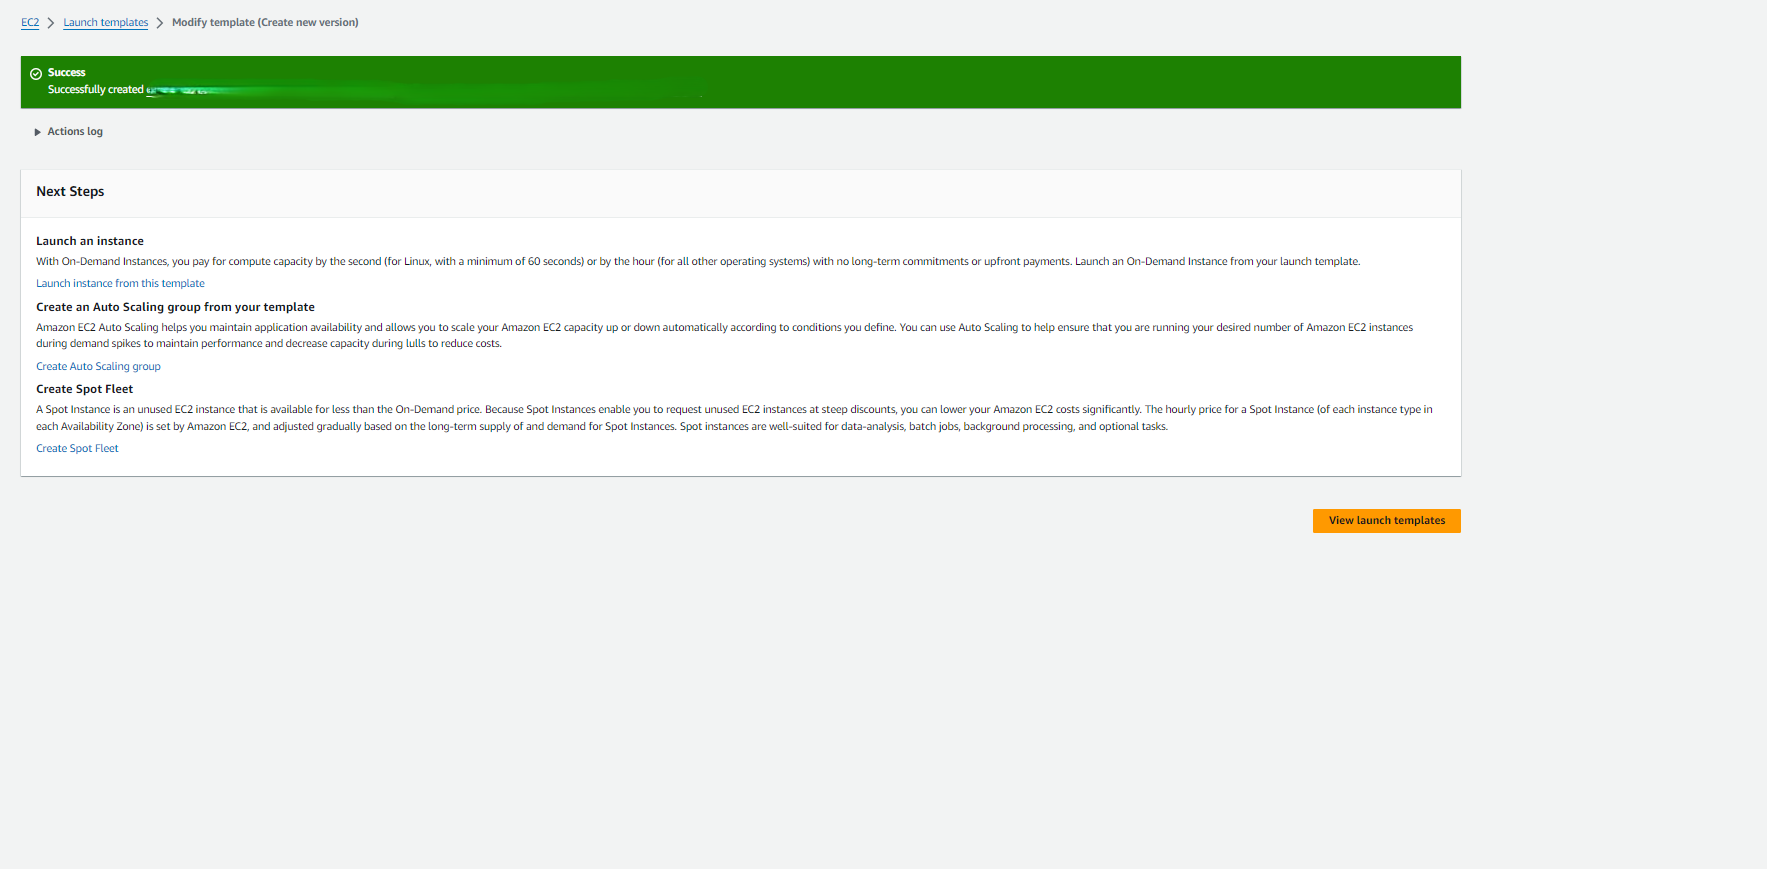 EC2 > Launch templates > Modify template (Create new version)
Success
Successfully created
Actions log
Next Steps
Launch an instance
With On-Demand Instances, you pay for compute capacity by the second (for Linux, with a minimum of 60 seconds) or by the hour (for all other operating systems) with no long-term commitments or upfront payments. Launch an On-Demand Instance from your launch template.
Launch instance from this template
Create an Auto Scaling group from your template
Amazon EC2 Auto Scaling helps you maintain application availability and allows you to scale your Amazon EC2 capacity up or down automatically according to conditions you define. You can use Auto Scaling to help ensure that you are running your desired number of Amazon EC2 instances
during demand spikes to maintain performance and decrease capacity during lulls to reduce costs.
Create Auto Scaling group
Create Spot Fleet
A Spot Instance is an unused EC2 instance that is available for less than the On-Demand price. Because Spot Instances enable you to request unused EC2 instances at steep discounts, you can lower your Amazon EC2 costs significantly. The hourly price for a Spot Instance (of each instance type in
each Availability Zone) is set by Amazon EC2, and adjusted gradually based on the long-term supply of and demand for Spot Instances. Spot instances are well-suited for data-analysis, batch jobs, background processing, and optional tasks.
Create Spot Fleet
View launch templates